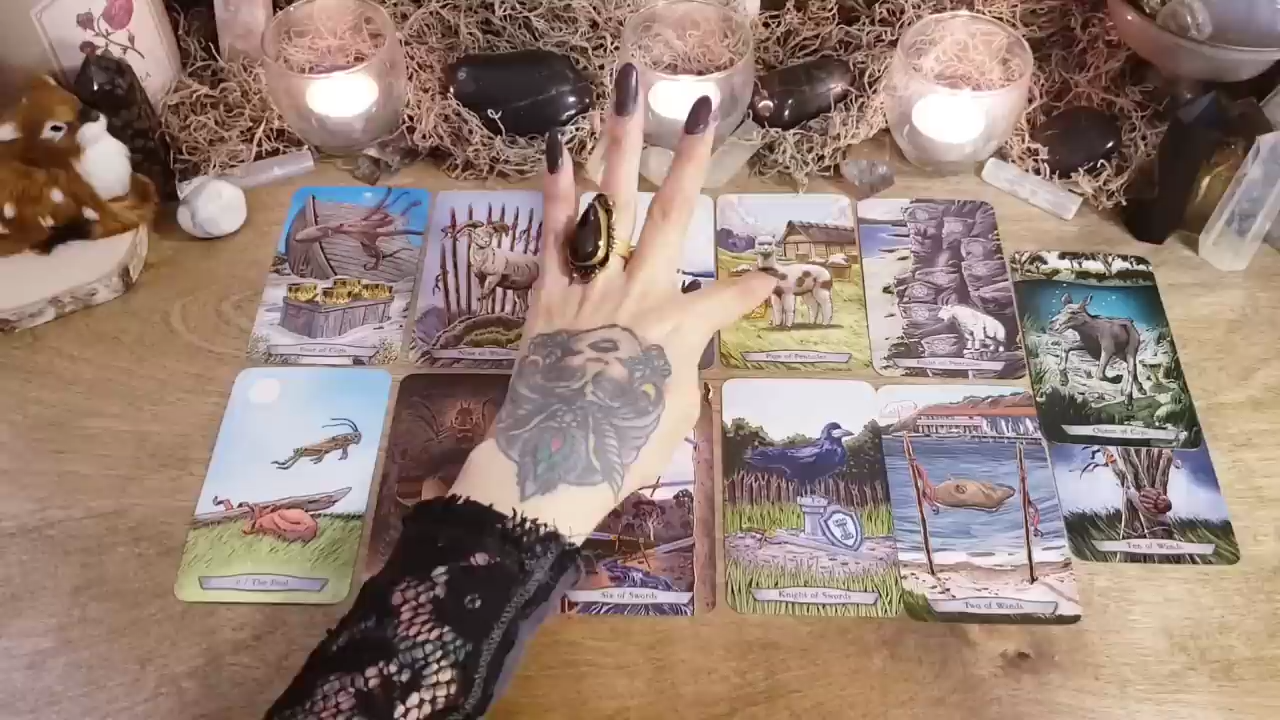 Four of Cups
Nine of Wands
Page of Pentacles
Eight of Pentacles
Queen of Cups
0 / The Fool
Six of Swords
Knight of Swords
Two of Wands
Ten of Wands